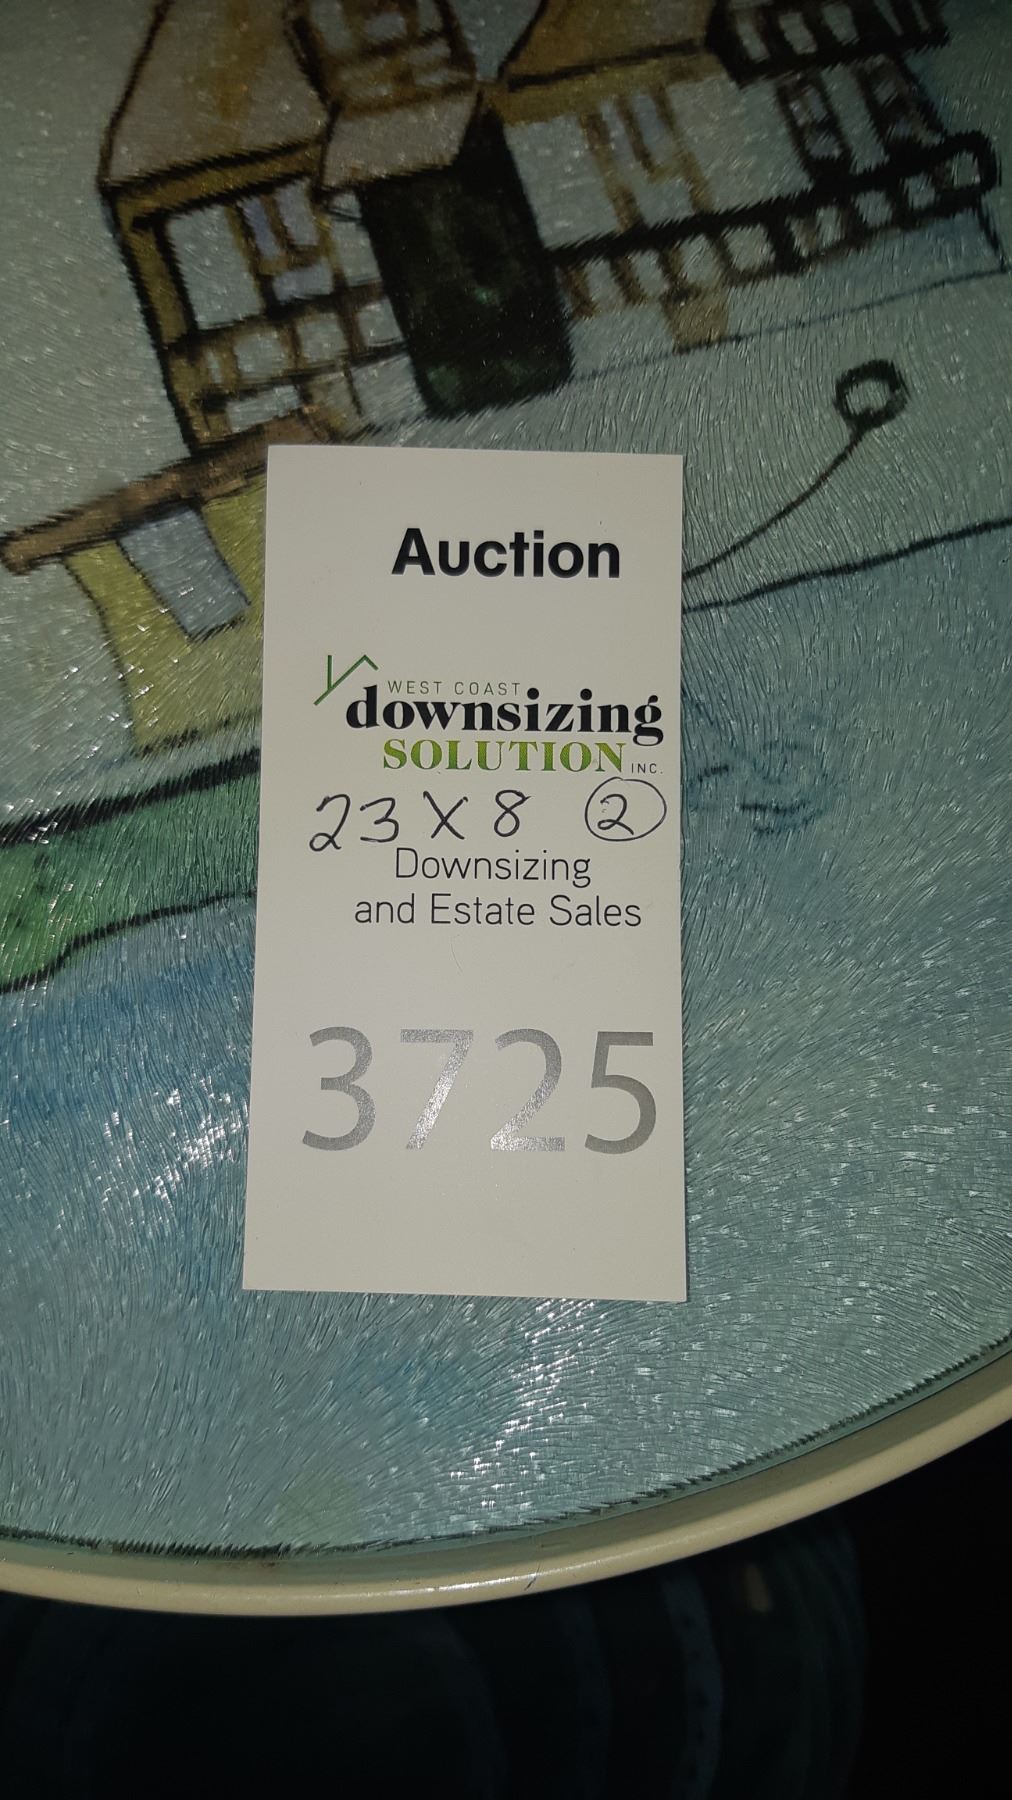 Auction
WEST COAST
downsizing
SOLUTION INC.
23 X 8 2
Downsizing
and Estate Sales
3725